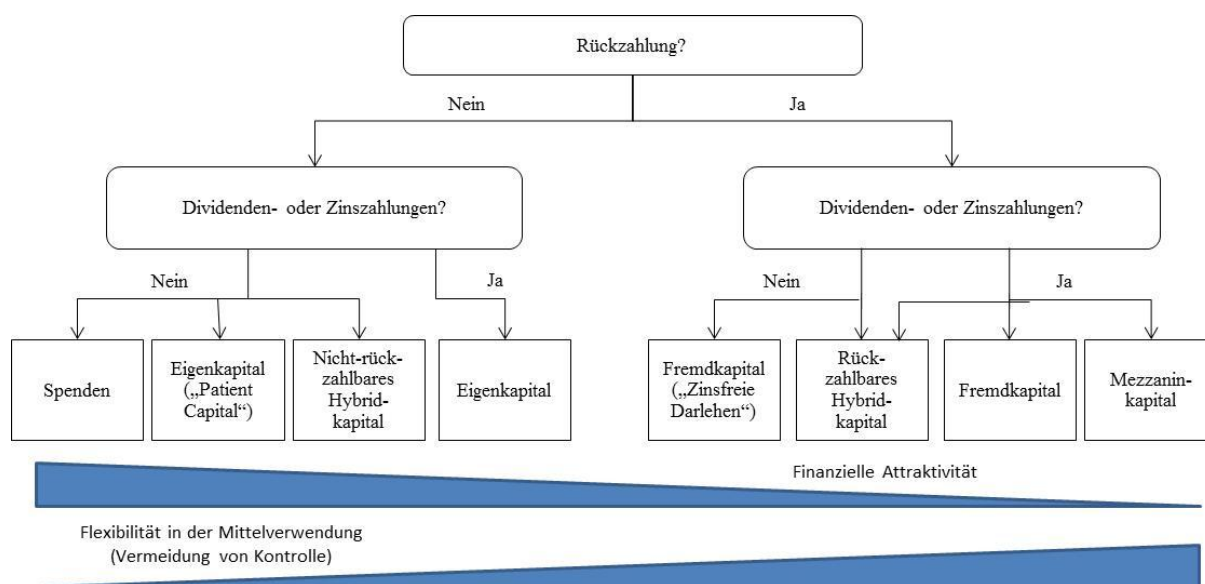 Rückzahlung?
Nein
Ja
Dividenden- oder Zinszahlungen?
Dividenden- oder Zinszahlungen?
Nein
Ja
Nein
Ja
Spenden
Eigenkapital
(„Patient
Capital“)
Nicht-rück-
zahlbares
Hybrid-
kapital
Eigenkapital
Fremdkapital
(„Zinsfreie
Darlehen“)
Rück-
zahlbares
Hybrid-
kapital
Fremdkapital
Mezzanin-
kapital
Finanzielle Attraktivität
Flexibilität in der Mittelverwendung
(Vermeidung von Kontrolle)